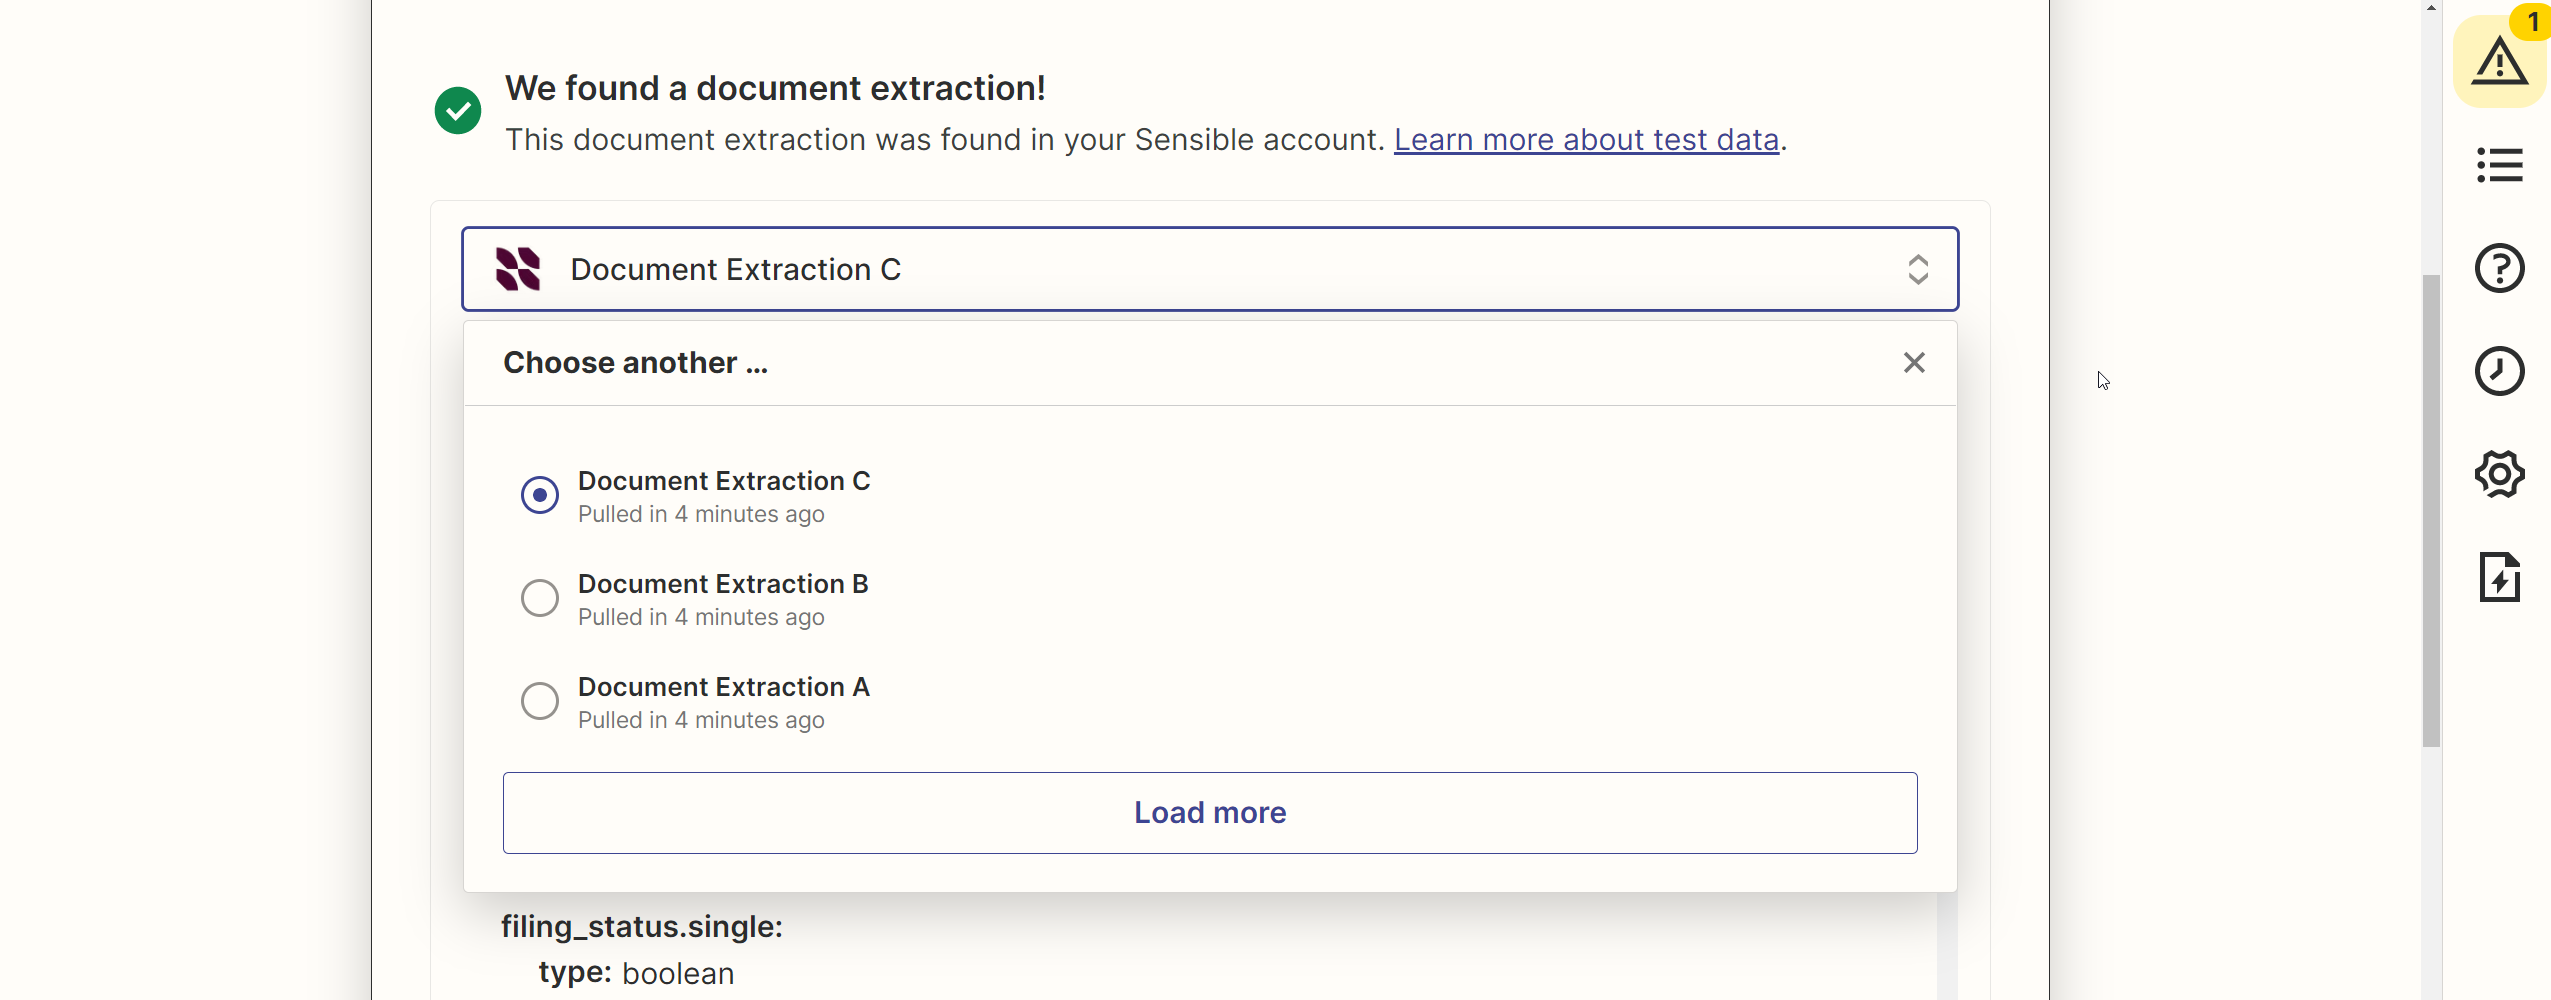 1
We found a document extraction!
This document extraction was found in your Sensible account. Learn more about test data.
Document Extraction C
Choose another ...
Document Extraction C
Pulled in 4 minutes ago
Document Extraction B
Pulled in 4 minutes ago
Document Extraction A
Pulled in 4 minutes ago
Load more
filing_status.single:
type: boolean